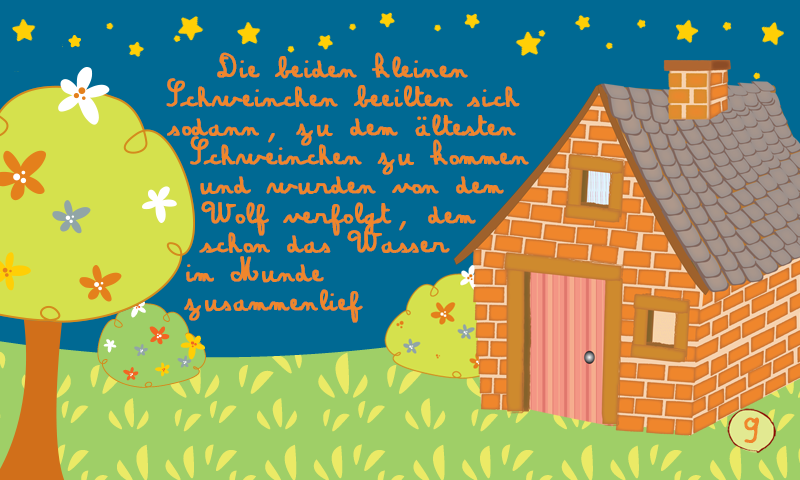 Die beiden kleinen
Schweinchen beeilten sich
sodann, zu dem ältesten
Schweinchen zu kommen
und wurden von dem
Wolf verfolgt, dem
schon das Wasser
im Munde
zusammenlief
9